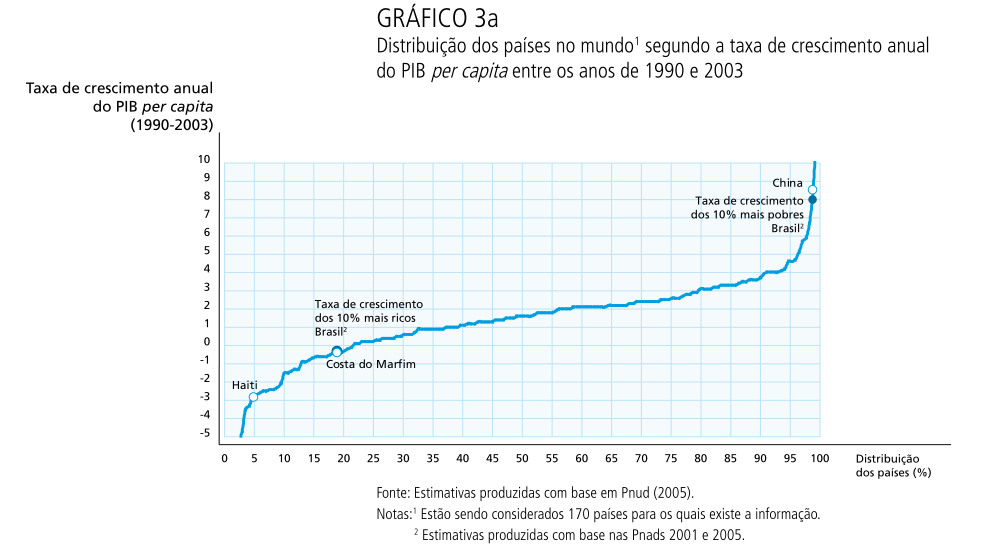 GRÁFICO 3a
Distribuição dos países no mundo¹ segundo a taxa de crescimento anual
do PIB per capita entre os anos de 1990 e 2003
Taxa de crescimento anual
do PIB per capita
(1990-2003)
10
9
8
7
6
5
4
3
2
1
0
-1
-2
-3
-4
-5
China
Taxa de crescimento
dos 10% mais pobres
Brasil²
Taxa de crescimento
dos 10% mais ricos
Brasil²
Costa do Marfim
Haiti
0 5 10 15 20 25 30 35 40 45 50 55 60 65 70 75 80 85 90 95 100
Distribuição
dos países (%)
Fonte: Estimativas produzidas com base em Pnud (2005).
Notas:¹ Estão sendo considerados 170 países para os quais existe a informação.
² Estimativas produzidas com base nas Pnads 2001 e 2005.